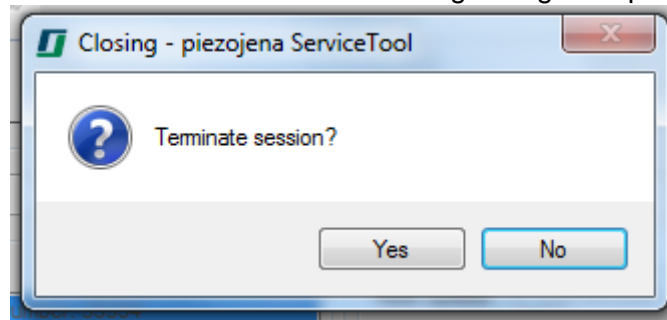 Closing - piezojena ServiceTool
Terminate session?
Yes
No